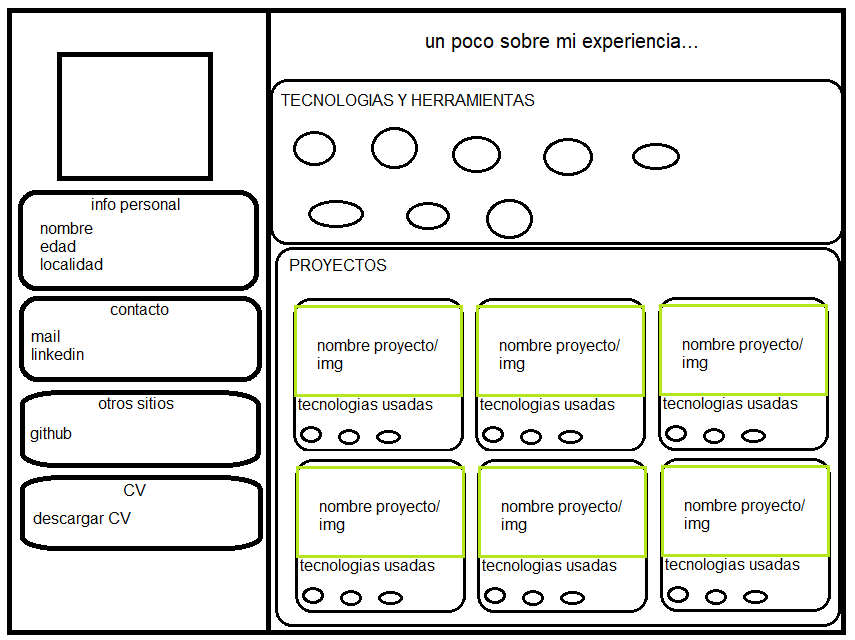 info personal
nombre
edad
localidad
contacto
mail
linkedin
otros sitios
github
CV
descargar CV
un poco sobre mi experiencia...
TECNOLOGIAS Y HERRAMIENTAS
PROYECTOS
nombre proyecto/
img
tecnologias usadas
nombre proyecto/
img
tecnologias usadas
nombre proyecto/
img
tecnologias usadas
nombre proyecto/
img
tecnologias usadas
nombre proyecto/
img
tecnologias usadas
nombre proyecto/
img
tecnologias usadas